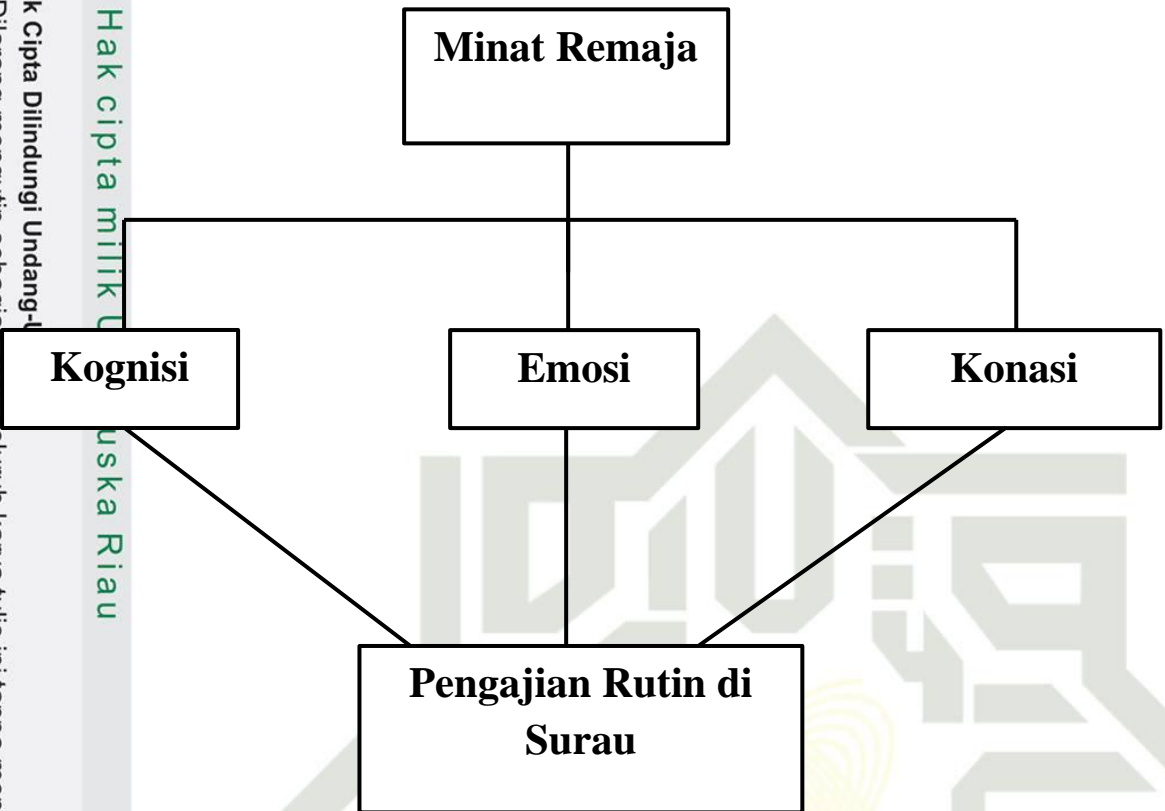 Minat Remaja
Kognisi
Emosi
Konasi
Pengajian Rutin di
Surau
Hak cipta milik U
uska Riau
k Cipta Dilindungi Undang-U